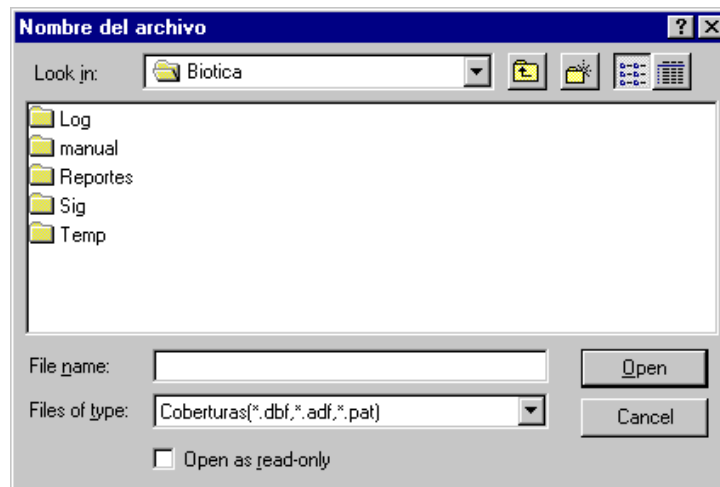 Nombre del archivo
Look in:
Biotica
Log
manual
Reportes
Sig
Temp
File name:
Open
Files of type:
Coberturas(*.dbf,*.adf,*.pat)
Cancel
Open as read-only